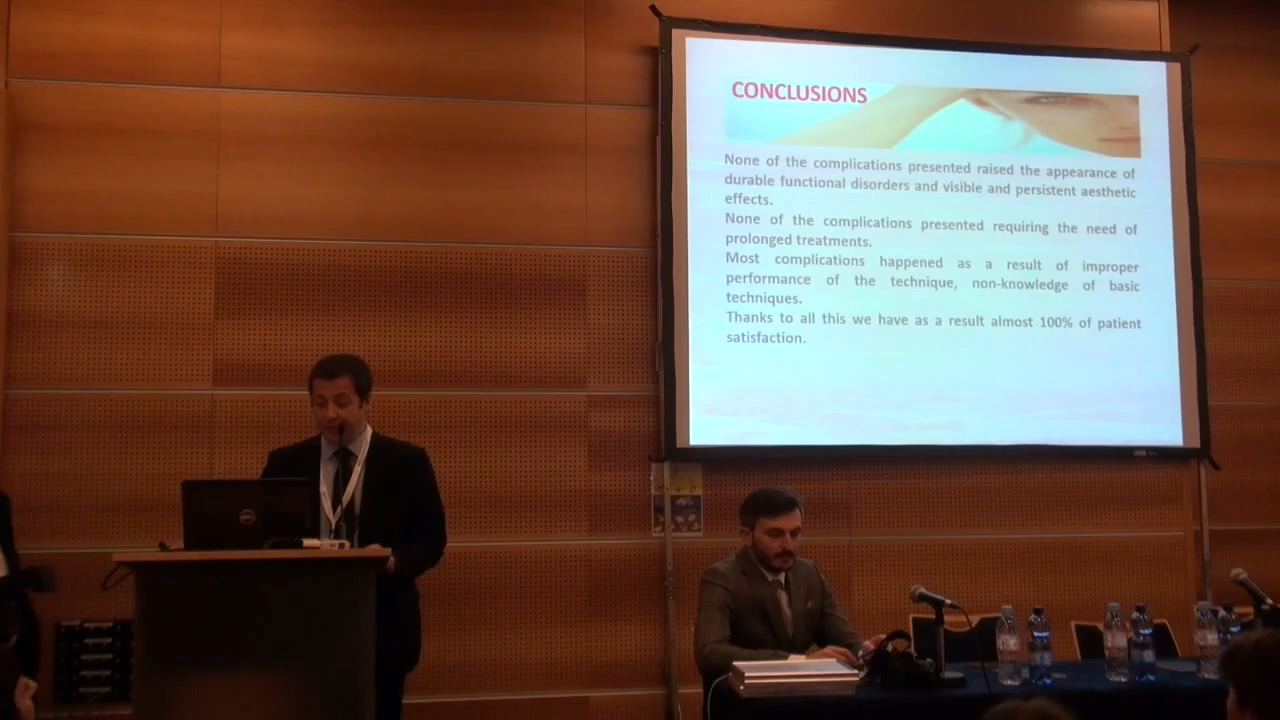 CONCLUSIONS
None of the complications presented raised the appearance of
durable functional disorders and visible and persistent aesthetic
effects.
None of the complications presented requiring the need of
prolonged treatments.
Most complications happened as a result of improper
performance of the technique, non-knowledge of basic
techniques.
Thanks to all this we have as a result almost 100% of patient
satisfaction.
DELL